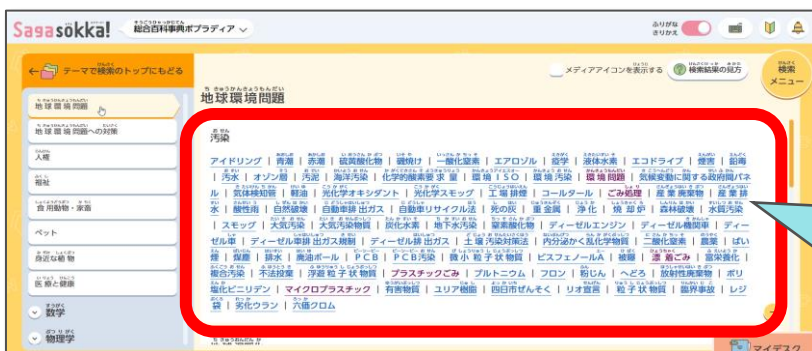 Sagasokka!
総合百科事典ポプラディア
ふりがな
きりかえ
← テーマで検索のトップにもどる
メディアアイコンを表示する
検索結果の見方
検索
メニュー
地球環境問題
地球環境問題への対策
人権
福祉
食用動物・家畜
ペット
身近な植物
医療と健康
数学
物理学
地球環境問題
汚染
アイドリング | 青潮 | 赤潮 | 硫黄酸化物 | 磯焼け | 一酸化炭素 | エアロゾル | 疫学 | 液体水素 | エコドライブ | 煙害 | 鉛毒
| 汚水 | オゾン層 | 汚泥 | 海洋汚染 | 化学的酸素要求量 | 環境ISO | 環境汚染 | 環境問題 | 気候変動に関する政府間パネ
ル | 気体検知管 | 軽油 | 光化学オキシダント | 光化学スモッグ | 工場排煙 | コールタール | ごみ処理 | 産業廃棄物 | 産業排
水 | 酸性雨 | 自然破壊 | 自動車排出ガス | 自動車リサイクル法 | 死の灰 | 重金属 | 浄化 | 焼却炉 | 森林破壊 | 水質汚染
| スモッグ | 大気汚染 | 大気汚染物質 | 炭化水素 | 地下水汚染 | 窒素酸化物 | ディーゼルエンジン | ディーゼル機関車 | ディー
ゼル車 | ディーゼル車排出ガス規制 | ディーゼル排出ガス | 土壌汚染対策法 | 内分泌かく乱化学物質 | 二酸化窒素 | 農薬 | ばい
煙 | 煤塵 | 排水 | 廃油ボール | PCB | PCB汚染 | 微小粒子状物質 | ビスフェノールA | 被曝 | 漂着ごみ | 富栄養化 |
複合汚染 | 不法投棄 | 浮遊粒子状物質 | プラスチックごみ | プルトニウム | フロン | 粉じん | へどろ | 放射性廃棄物 | ポリ
塩化ビニリデン | マイクロプラスチック | 有害物質 | ユリア樹脂 | 四日市ぜんそく | リオ宣言 | 粒子状物質 | 臨界事故 | レジ
袋 | 劣化ウラン | 六価クロム
マイデスク